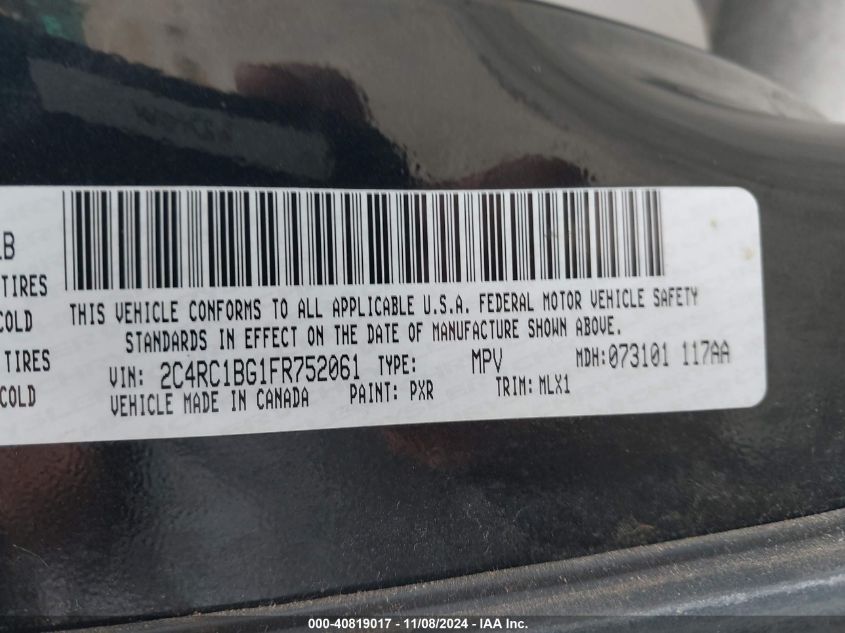 LB
TIRES
COLD
TIRES
COLD
THIS VEHICLE CONFORMS TO ALL APPLICABLE U.S.A. FEDERAL MOTOR VEHICLE SAFETY
STANDARDS IN EFFECT ON THE DATE OF MANUFACTURE SHOWN ABOVE.
VIN: 2C4RC1BG1FR752061 TYPE: MPV MDH: 073101 117AA
VEHICLE MADE IN CANADA PAINT: PXR TRIM: MLX1
000-40819017 - 11/08/2024 - IAAI, Inc.